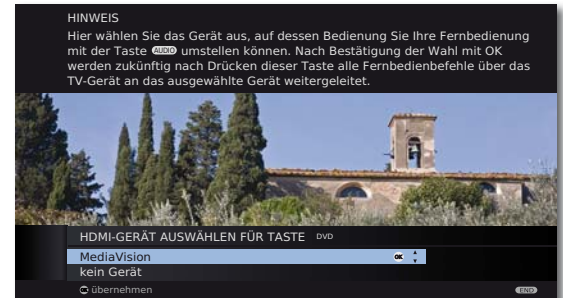 HINWEIS
Hier wählen Sie das Gerät aus, auf dessen Bedienung Sie Ihre Fernbedienung
mit der Taste AUDIO umstellen können. Nach Bestätigung der Wahl mit OK
werden zukünftig nach Drücken dieser Taste alle Fernbedienbefehle über das
TV-Gerät an das ausgewählte Gerät weitergeleitet.
HDMI-GERÄT AUSWÄHLEN FÜR TASTE DVD
MediaVision OK
kein Gerät
übernehmen END